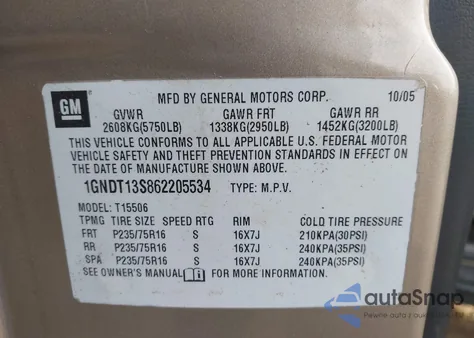 GM
MFD BY GENERAL MOTORS CORP. 10/05
GVWR GAWR FRT GAWR RR
2608KG(5750LB) 1338KG(2950LB) 1452KG(3200LB)
THIS VEHICLE CONFORMS TO ALL APPLICABLE U.S. FEDERAL MOTOR
VEHICLE SAFETY AND THEFT PREVENTION STANDARDS IN EFFECT ON
THE DATE OF MANUFACTURE SHOWN ABOVE.
1GNDT13S862205534 TYPE: M.P.V.
MODEL: T15506
TPMG TIRE SIZE SPEED RTG RIM COLD TIRE PRESSURE
FRT P235/75R16 S 16X7J 210KPA(30PSI)
RR P235/75R16 S 16X7J 240KPA(35PSI)
SPA P235/75R16 S 16X7J 240KPA(35PSI)
SEE OWNER'S MANUAL FOR MORE INFORMATION.
autaSnap
Pewne auta